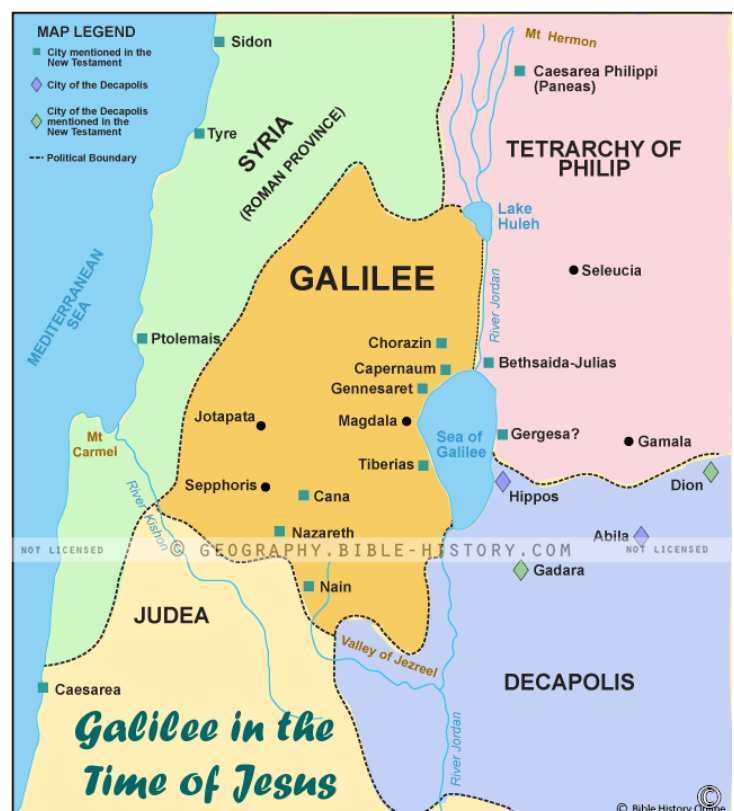 MAP LEGEND
City mentioned in the
New Testament
City of the Decapolis
City of the Decapolis
mentioned in the
New Testament
Political Boundary
Sidon
Mt Hermon
Caesarea Philippi
(Paneas)
Tyre
SYRIA
(ROMAN PROVINCE)
TETRARCHY OF
PHILIP
Lake
Huleh
MEDITERRANEAN
SEA
GALILEE
Seleucia
River Jordan
Ptolemais
Chorazin
Capernaum
Bethsaida-Julias
Gennesaret
Jotapata
Magdala
Sea of
Galilee
Gergesa?
Gamala
Mt
Carmel
Tiberias
Sepphoris
Cana
River Kishon
Hippos
Dion
Nazareth
Abila
NOT LICENSED
© GEOGRAPHY.BIBLE-HISTORY.COM
NOT LICENSED
Gadara
Nain
JUDEA
Valley of Jezreel
DECAPOLIS
Caesarea
River Jordan
Galilee in the
Time of Jesus
©
© Bible History Online